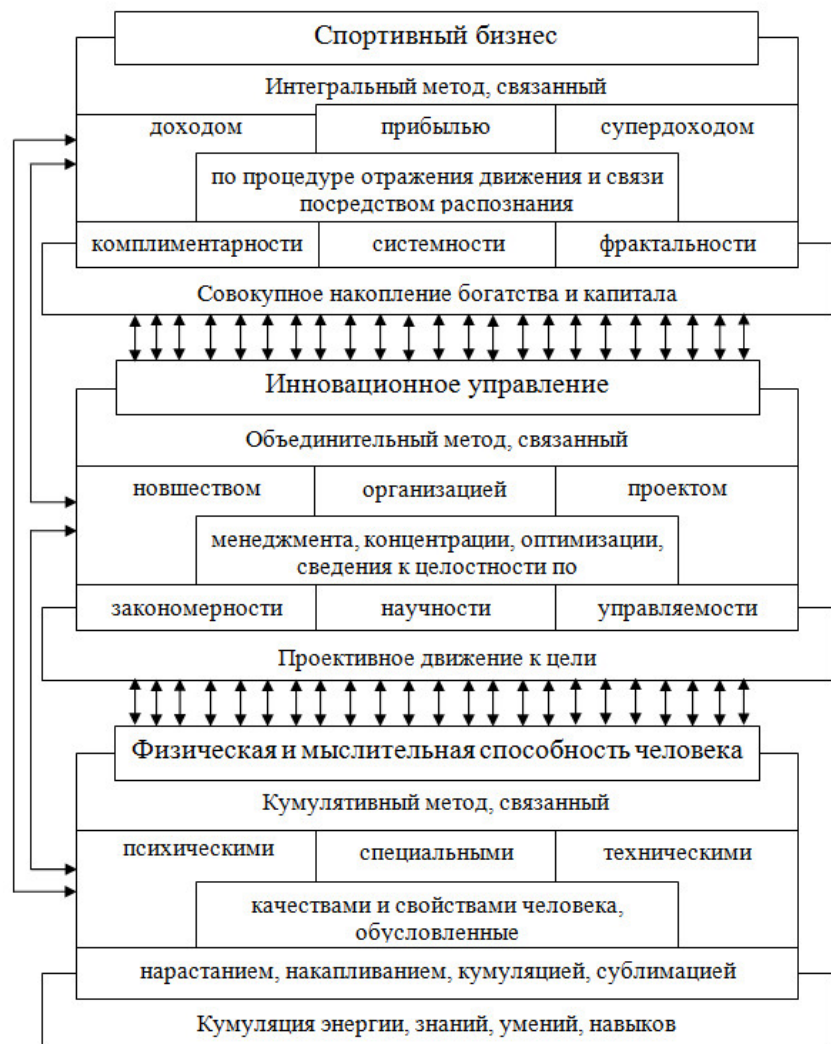 Спортивный бизнес
Интегральный метод, связанный
доходом
прибылью
супердоходом
по процедуре отражения движения и связи
посредством распознания
комплиментарности
системности
фрактальности
Совокупное накопление богатства и капитала
Инновационное управление
Объединительный метод, связанный
новшеством
организацией
проектом
менеджмента, концентрации, оптимизации,
сведения к целостности по
закономерности
научности
управляемости
Проективное движение к цели
Физическая и мыслительная способность человека
Кумулятивный метод, связанный
психическими
специальными
техническими
качествами и свойствами человека,
обусловленные
нарастанием, накапливанием, кумуляцией, сублимацией
Кумуляция энергии, знаний, умений, навыков